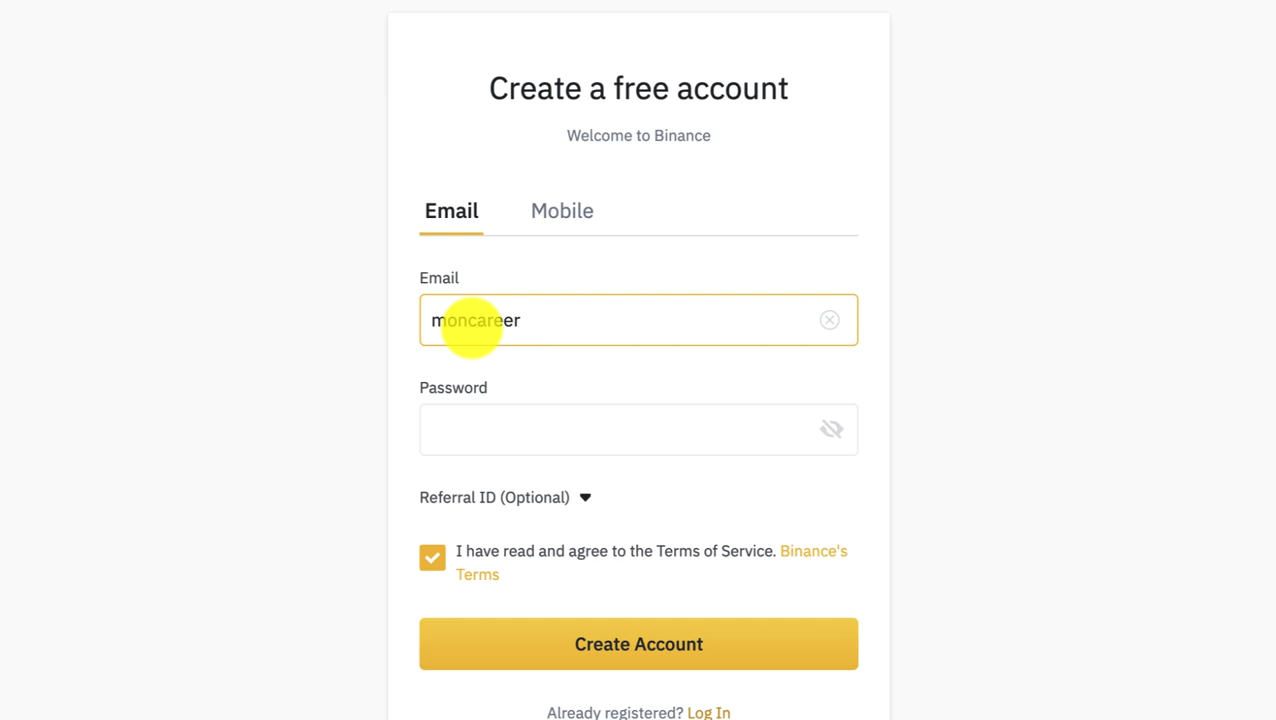 Create a free account
Welcome to Binance
Email Mobile
Email
moncareer
Password
Referral ID (Optional)
I have read and agree to the Terms of Service. Binance's
Terms
Create Account
Already registered? Log In